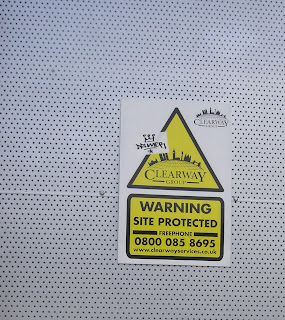 CLEARWAY
CLEARWAY
GROUP
WARNING
SITE PROTECTED
FREEPHONE
0800 085 8695
www.clearwayservices.co.uk